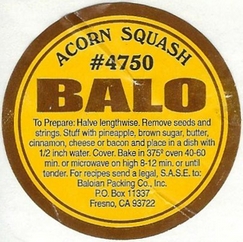 ACORN SQUASH
#4750
BALO
To Prepare: Halve lengthwise. Remove seeds and
strings. Stuff with pineapple, brown sugar, butter,
cinnamon, cheese or bacon and place in a dish with
1/2 inch water. Cover. Bake in 375° oven 40-60
min. or microwave on high 8-12 min. or until
tender. For recipes send a legal, S.A.S.E. to:
Baloian Packing Co., Inc.
P.O. Box 11337
Fresno, CA 93722